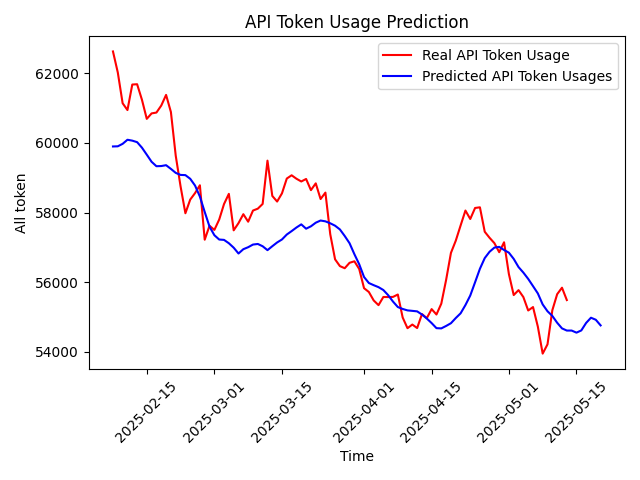 API Token Usage Prediction
Real API Token Usage
Predicted API Token Usages
All token
62000
60000
58000
56000
54000
2025-02-15
2025-03-01
2025-03-15
2025-04-01
2025-04-15
2025-05-01
2025-05-15
Time